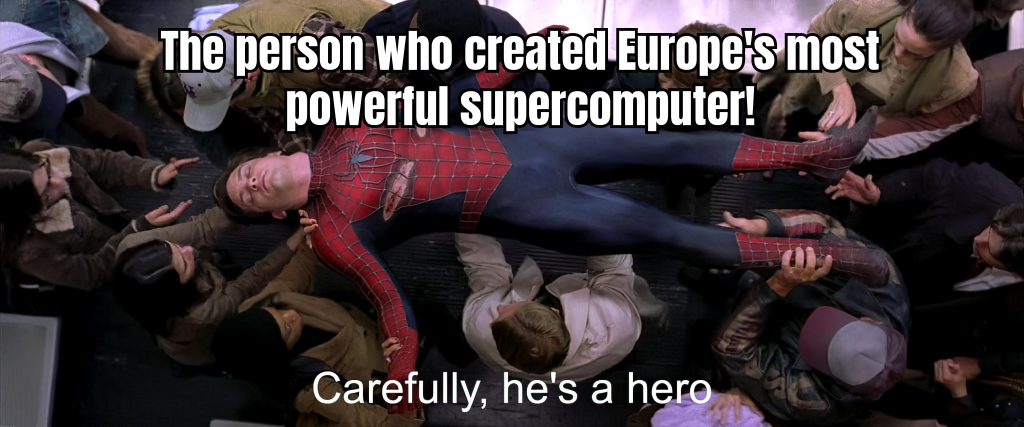 The person who created Europe's most
powerful supercomputer!
Carefully, he's a hero